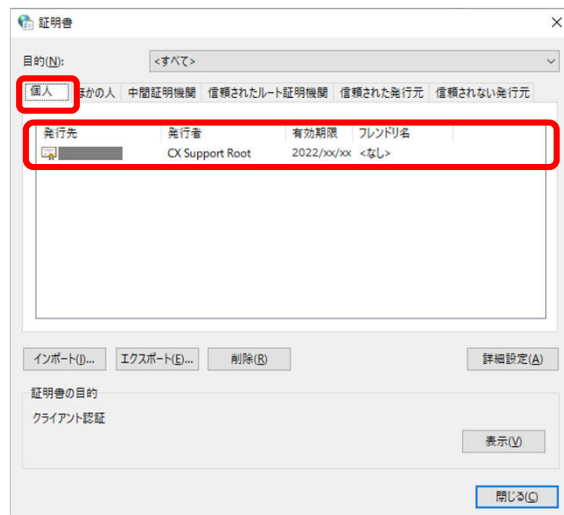 証明書
目的(N): <すべて>
個人 ほかの人 中間証明機関 信頼されたルート証明機関 信頼された発行元 信頼されない発行元
発行先 発行者 有効期限 フレンドリ名
CX Support Root 2022/xx/xx <なし>
インポート(I)... エクスポート(E)... 削除(R) 詳細設定(A)
証明書の目的
クライアント認証
表示(V)
閉じる(C)